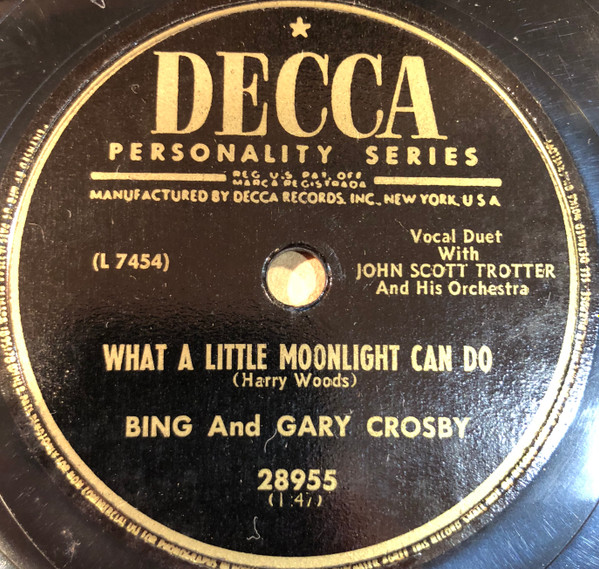 DECCA
PERSONALITY SERIES
REG. U.S. PAT. OFF.
MARCA REGISTRADA
MANUFACTURED BY DECCA RECORDS, INC., NEW YORK, U S A
(L 7454)
Vocal Duet
With
JOHN SCOTT TROTTER
And His Orchestra
WHAT A LITTLE MOONLIGHT CAN DO
(Harry Woods)
BING And GARY CROSBY
28955
(1:47)